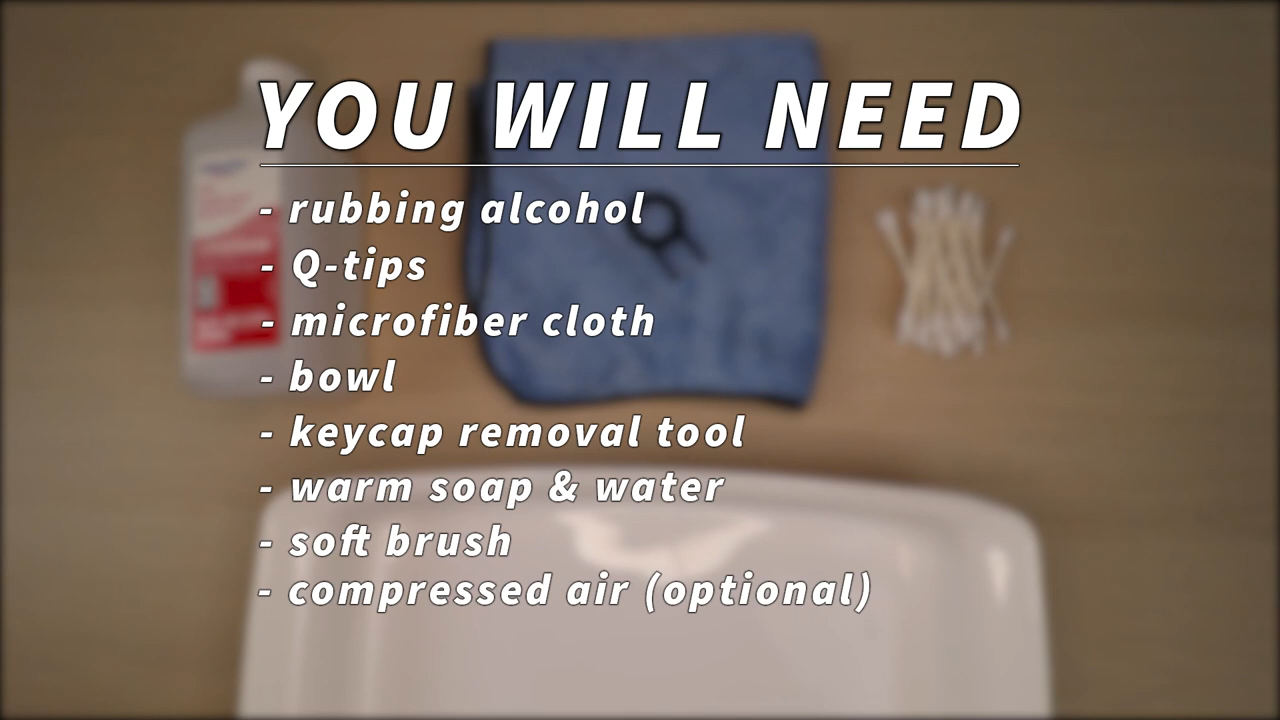 YOU WILL NEED
- rubbing alcohol
- Q-tips
- microfiber cloth
- bowl
- keycap removal tool
- warm soap & water
- soft brush
- compressed air (optional)